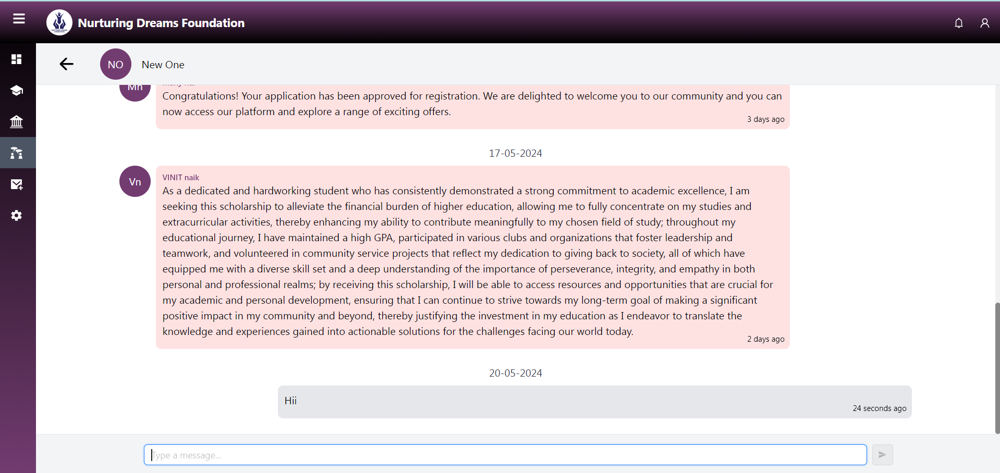 Nurturing Dreams Foundation
NO
New One
Mn
Congratulations! Your application has been approved for registration. We are delighted to welcome you to our community and you can
now access our platform and explore a range of exciting offers.
3 days ago
17-05-2024
Vn
VINIT naik
As a dedicated and hardworking student who has consistently demonstrated a strong commitment to academic excellence, I am
seeking this scholarship to alleviate the financial burden of higher education, allowing me to fully concentrate on my studies and
extracurricular activities, thereby enhancing my ability to contribute meaningfully to my chosen field of study; throughout my
educational journey, I have maintained a high GPA, participated in various clubs and organizations that foster leadership and
teamwork, and volunteered in community service projects that reflect my dedication to giving back to society, all of which have
equipped me with a diverse skill set and a deep understanding of the importance of perseverance, integrity, and empathy in both
personal and professional realms; by receiving this scholarship, I will be able to access resources and opportunities that are crucial for
my academic and personal development, ensuring that I can continue to strive towards my long-term goal of making a significant
positive impact in my community and beyond, thereby justifying the investment in my education as I endeavor to translate the
knowledge and experiences gained into actionable solutions for the challenges facing our world today.
2 days ago
20-05-2024
Hii
24 seconds ago
Type a message...